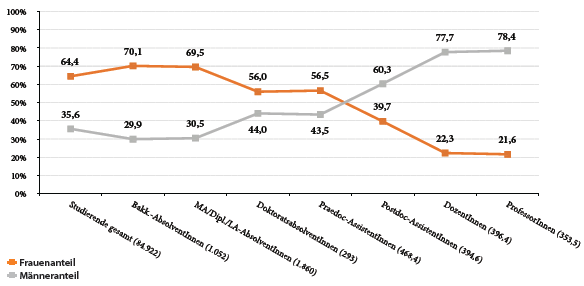 100%
90%
80%
70%
60%
50%
40%
30%
20%
10%
0%
64,4 70,1 69,5 56,0 56,5 60,3 77,7 78,4
35,6 29,9 30,5 44,0 43,5 39,7 22,3 21,6
Studierende gesamt (84.922)
Bakk.-AbsolventInnen (1.052)
MA/Dipl./LA-AbsolventInnen (1.860)
DoktoratsabsolventInnen (293)
Praedoc-AssistentInnen (468,4)
Postdoc-AssistentInnen (394,6)
DozentInnen (396,4)
ProfessorInnen (353,5)
Frauenanteil
Männeranteil